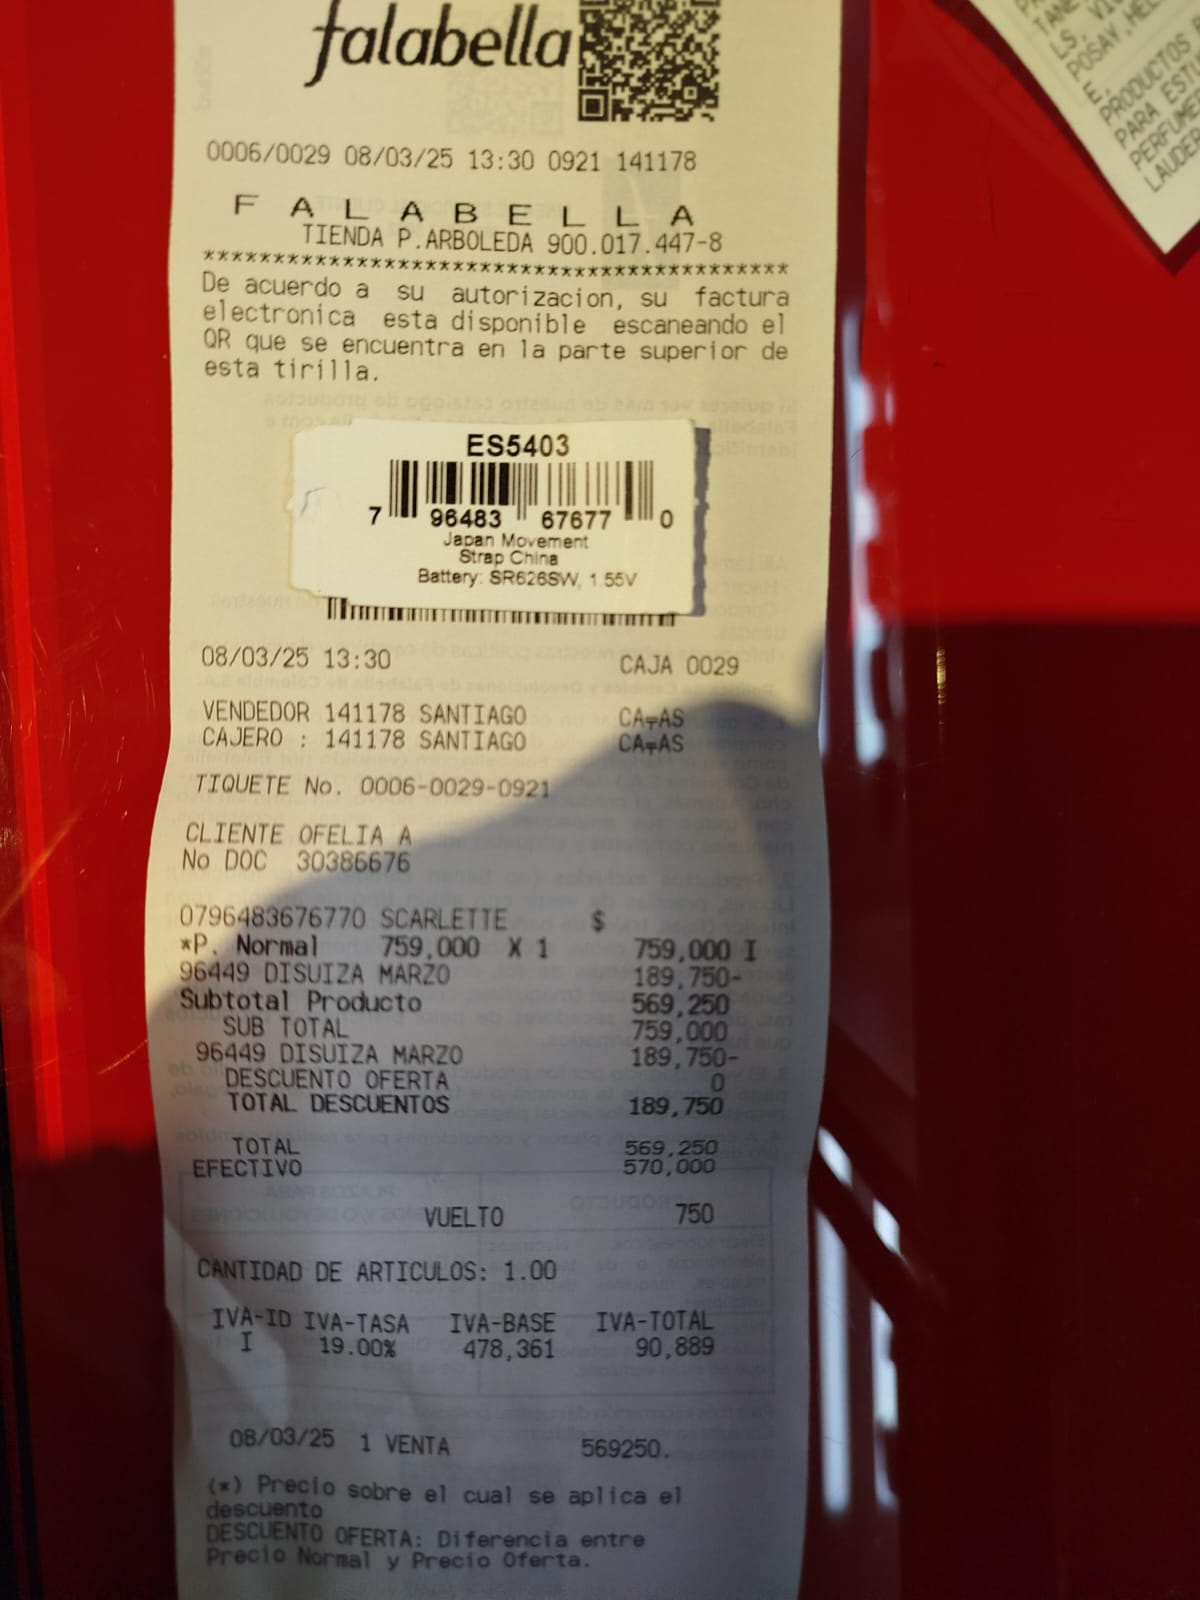 falabella
0006/0029 08/03/25 13:30 0921 141178
F A L A B E L L A
TIENDA P.ARBOLEDA 900.017.447-8
******************************************
De acuerdo a su autorizacion, su factura
electronica esta disponible escaneando el
QR que se encuentra en la parte superior de
esta tirilla.
ES5403
7 96483 67677 0
Japan Movement
Strap China
Battery: SR626SW, 1.55V
08/03/25 13:30 CAJA 0029
VENDEDOR 141178 SANTIAGO CA╤AS
CAJERO : 141178 SANTIAGO CA╤AS
TIQUETE No. 0006-0029-0921
CLIENTE OFELIA A
No DOC 30386676
0796483676770 SCARLETTE $
*P. Normal 759,000 X 1 759,000 I
96449 DISUIZA MARZO 189,750-
Subtotal Producto 569,250
SUB TOTAL 759,000
96449 DISUIZA MARZO 189,750-
DESCUENTO OFERTA 0
TOTAL DESCUENTOS 189,750
TOTAL 569,250
EFECTIVO 570,000
VUELTO 750
CANTIDAD DE ARTICULOS: 1.00
IVA-ID IVA-TASA IVA-BASE IVA-TOTAL
I 19.00% 478,361 90,889
08/03/25 1 VENTA 569250.
(*) Precio sobre el cual se aplica el
descuento
DESCUENTO OFERTA: Diferencia entre
Precio Normal y Precio Oferta.
PRODUCTOS
PARA